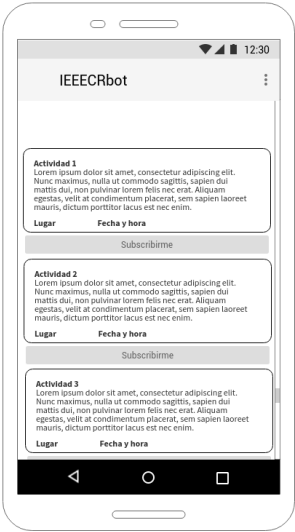 12:30
IEEECRbot
Actividad 1
Lorem ipsum dolor sit amet, consectetur adipiscing elit.
Nunc maximus, nulla ut commodo sagittis, sapien dui
mattis dui, non pulvinar lorem felis nec erat. Aliquam
egestas, velit at condimentum placerat, sem sapien laoreet
mauris, dictum porttitor lacus est nec enim.
Lugar Fecha y hora
Subscribirme
Actividad 2
Lorem ipsum dolor sit amet, consectetur adipiscing elit.
Nunc maximus, nulla ut commodo sagittis, sapien dui
mattis dui, non pulvinar lorem felis nec erat. Aliquam
egestas, velit at condimentum placerat, sem sapien laoreet
mauris, dictum porttitor lacus est nec enim.
Lugar Fecha y hora
Subscribirme
Actividad 3
Lorem ipsum dolor sit amet, consectetur adipiscing elit.
Nunc maximus, nulla ut commodo sagittis, sapien dui
mattis dui, non pulvinar lorem felis nec erat. Aliquam
egestas, velit at condimentum placerat, sem sapien laoreet
mauris, dictum porttitor lacus est nec enim.
Lugar Fecha y hora